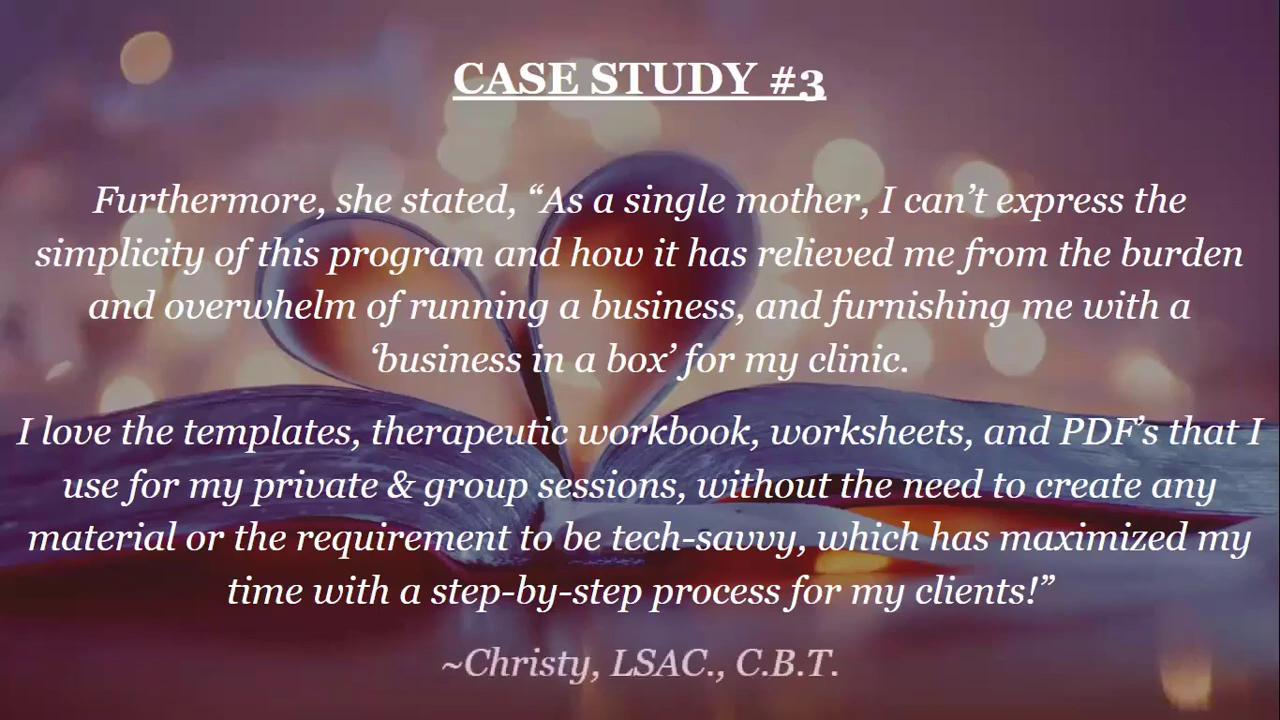 CASE STUDY #3
Furthermore, she stated, “As a single mother, I can’t express the
simplicity of this program and how it has relieved me from the burden
and overwhelm of running a business, and furnishing me with a
‘business in a box’ for my clinic.
I love the templates, therapeutic workbook, worksheets, and PDF’s that I
use for my private & group sessions, without the need to create any
material or the requirement to be tech-savvy, which has maximized my
time with a step-by-step process for my clients!”
~Christy, LSAC., C.B.T.